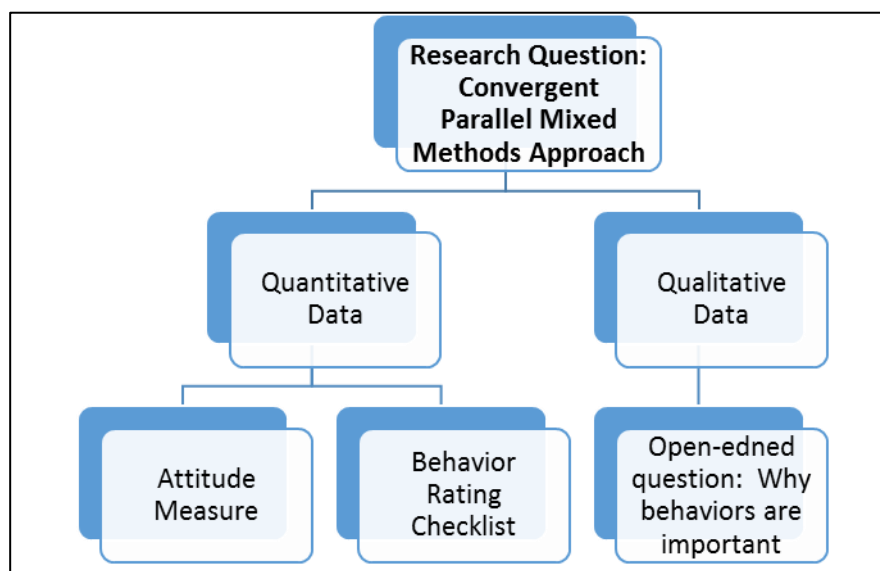 Research Question:
Convergent
Parallel Mixed
Methods Approach
Quantitative
Data
Qualitative
Data
Attitude
Measure
Behavior
Rating
Checklist
Open-edned
question:  Why
behaviors are
important